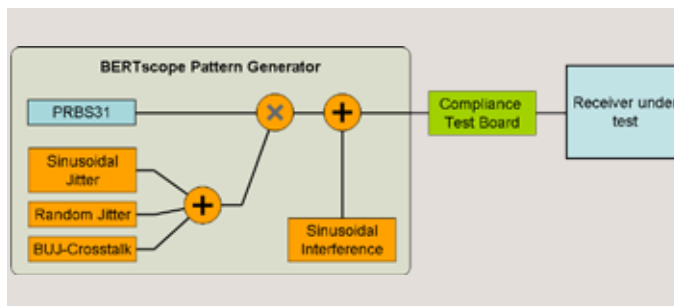 BERTscope Pattern Generator
PRBS31
Sinusoidal
Jitter
Random Jitter
BUJ-Crosstalk
Sinusoidal
Interference
Compliance
Test Board
Receiver under
test